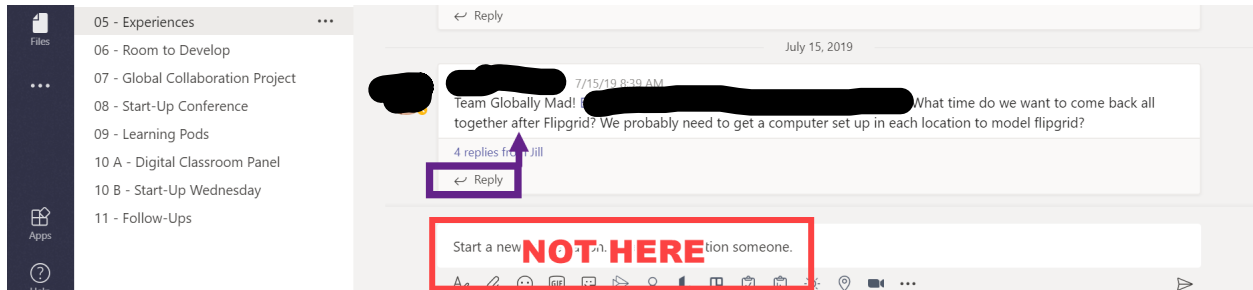 Files
05 - Experiences
06 - Room to Develop
07 - Global Collaboration Project
08 - Start-Up Conference
09 - Learning Pods
10 A - Digital Classroom Panel
10 B - Start-Up Wednesday
11 - Follow-Ups
Apps
Reply
July 15, 2019
7/15/19 8:39 AM
Team Globally Mad! What time do we want to come back all
together after Flipgrid? We probably need to get a computer set up in each location to model flipgrid?
4 replies from Jill
Reply
Start a new NOT HERE someone.
GIF